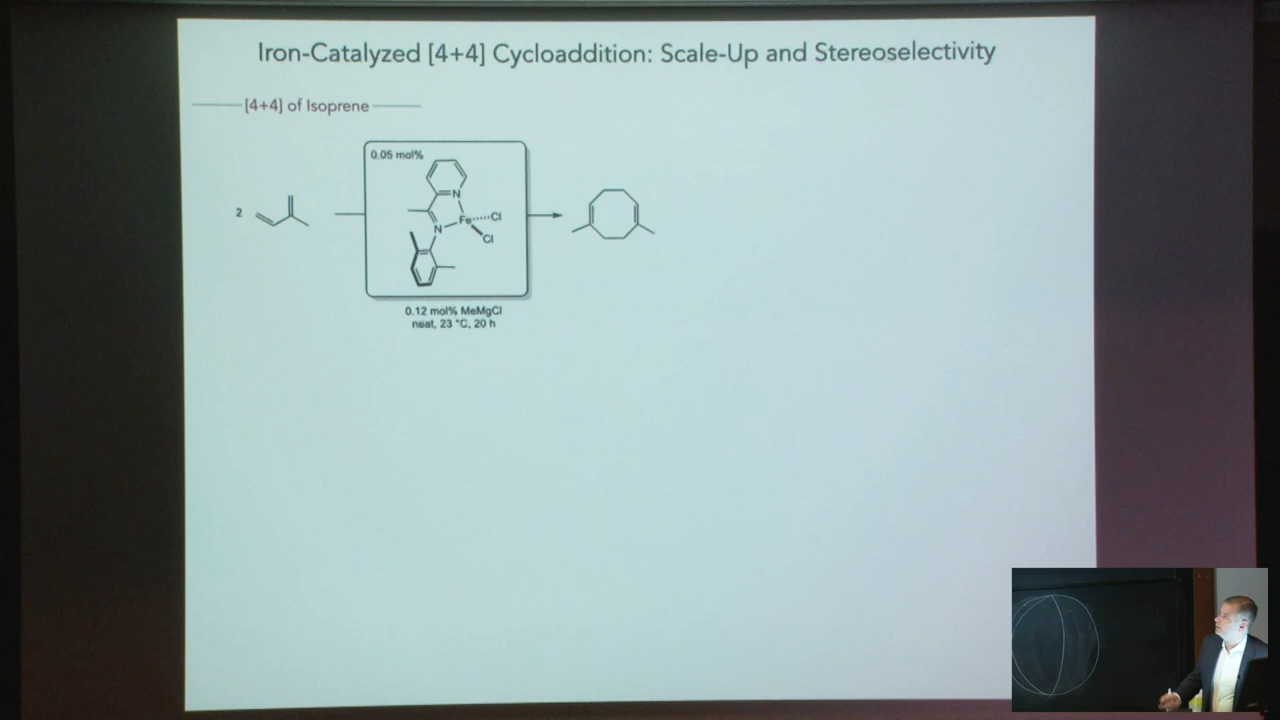 Iron-Catalyzed [4+4] Cycloaddition: Scale-Up and Stereoselectivity
[4+4] of Isoprene
0.05 mol%
N
2
Fe
Cl
N
Cl
0.12 mol% MeMgCl
neat, 23 °C, 20 h